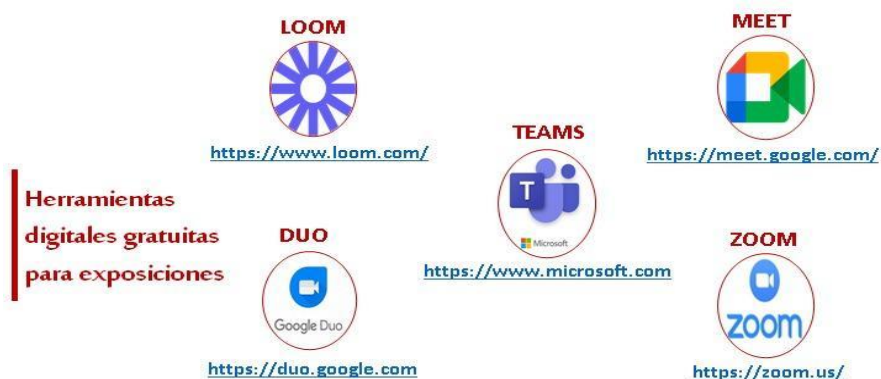 LOOM
https://www.loom.com/
MEET
https://meet.google.com/
TEAMS
T
Microsoft
https://www.microsoft.com
Herramientas
digitales gratuitas
para exposiciones
DUO
Google Duo
https://duo.google.com
ZOOM
zoom
https://zoom.us/